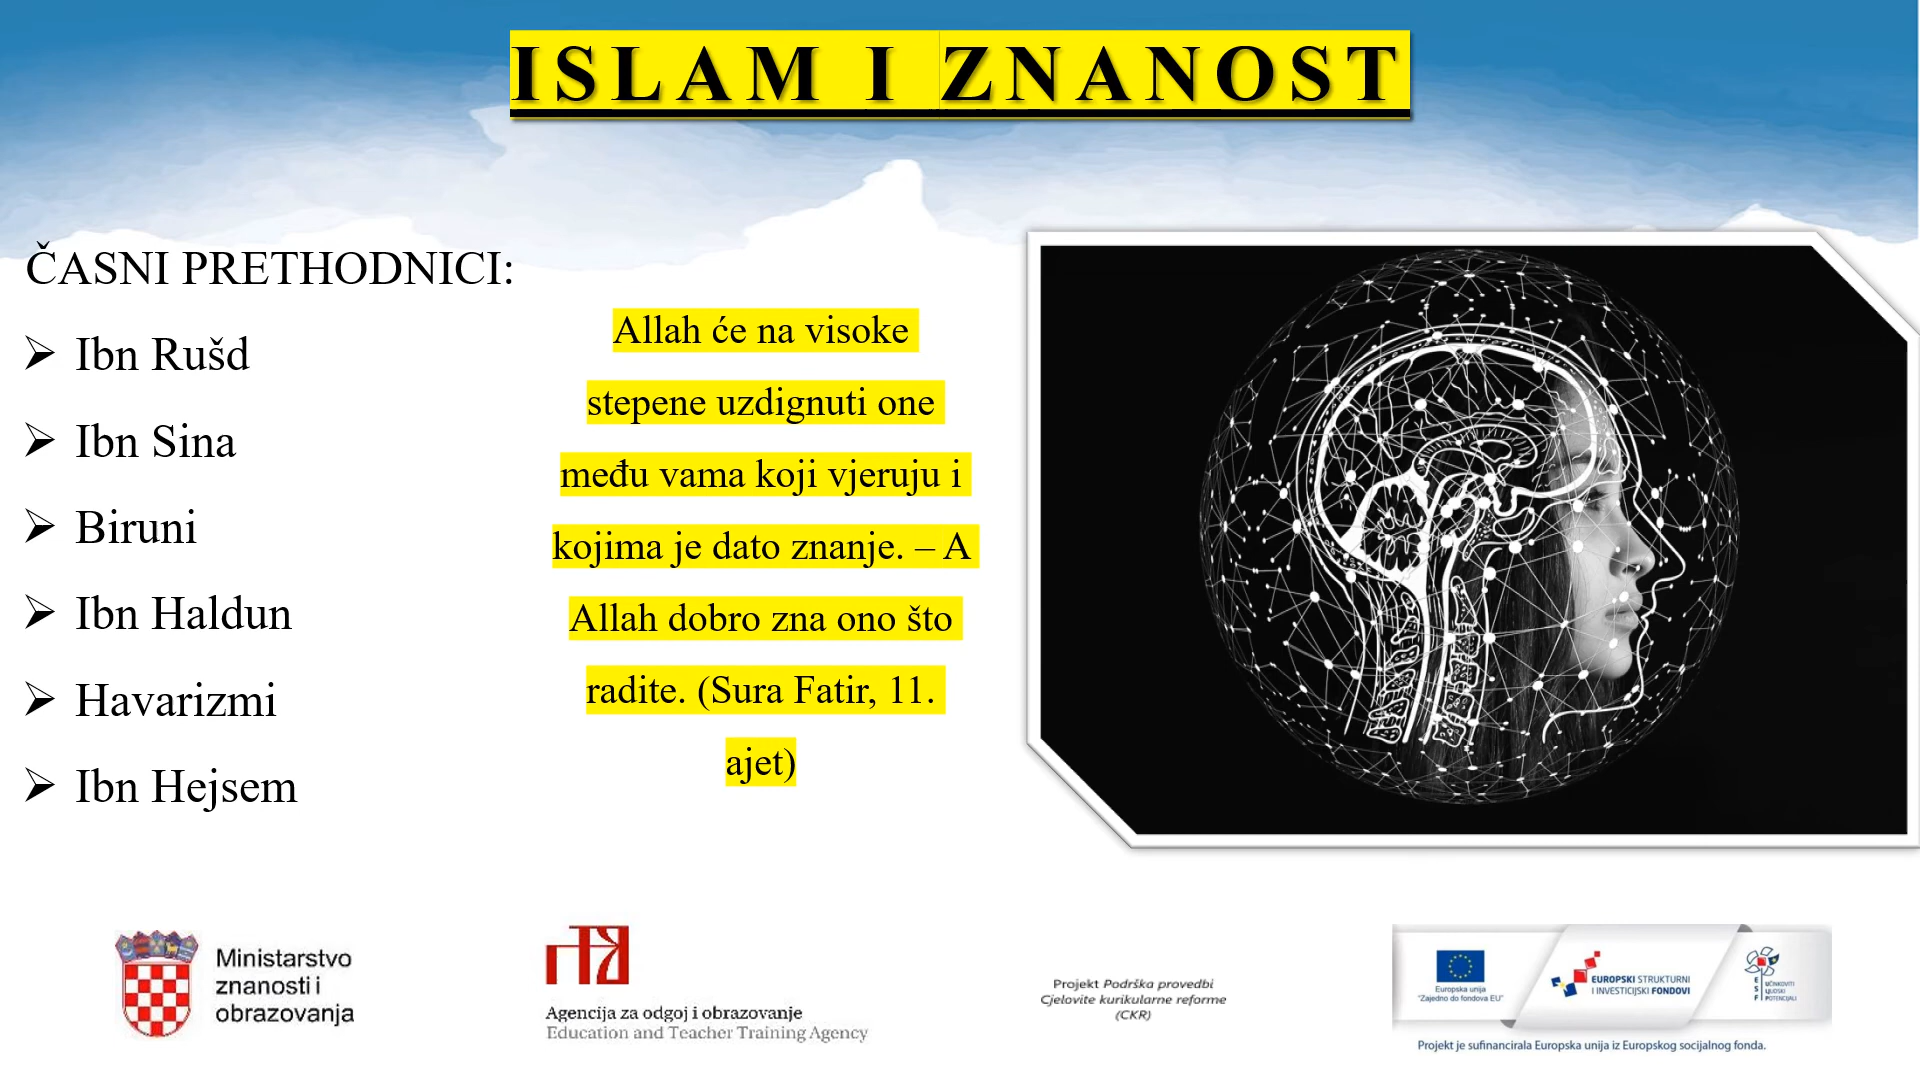 ISLAM I ZNANOST
ČASNI PRETHODNICI:
Ibn Rušd
Ibn Sina
Biruni
Ibn Haldun
Havarizmi
Ibn Hejsem
Allah će na visoke
stepene uzdignuti one
među vama koji vjeruju i
kojima je dato znanje. – A
Allah dobro zna ono što
radite. (Sura Fatir, 11.
ajet)
Ministarstvo
znanosti i
obrazovanja
Agencija za odgoj i obrazovanje
Education and Teacher Training Agency
Projekt Podrška provedbi
Cjelovite kurikularne reforme
(CKR)
Europska unija
"Zajedno do fondova EU"
EUROPSKI STRUKTURNI
I INVESTICIJSKI FONDOVI
ESF
UČINKOVITI
LJUDSKI
POTENCIJALI
Projekt je sufinancirala Europska unija iz Europskog socijalnog fonda.